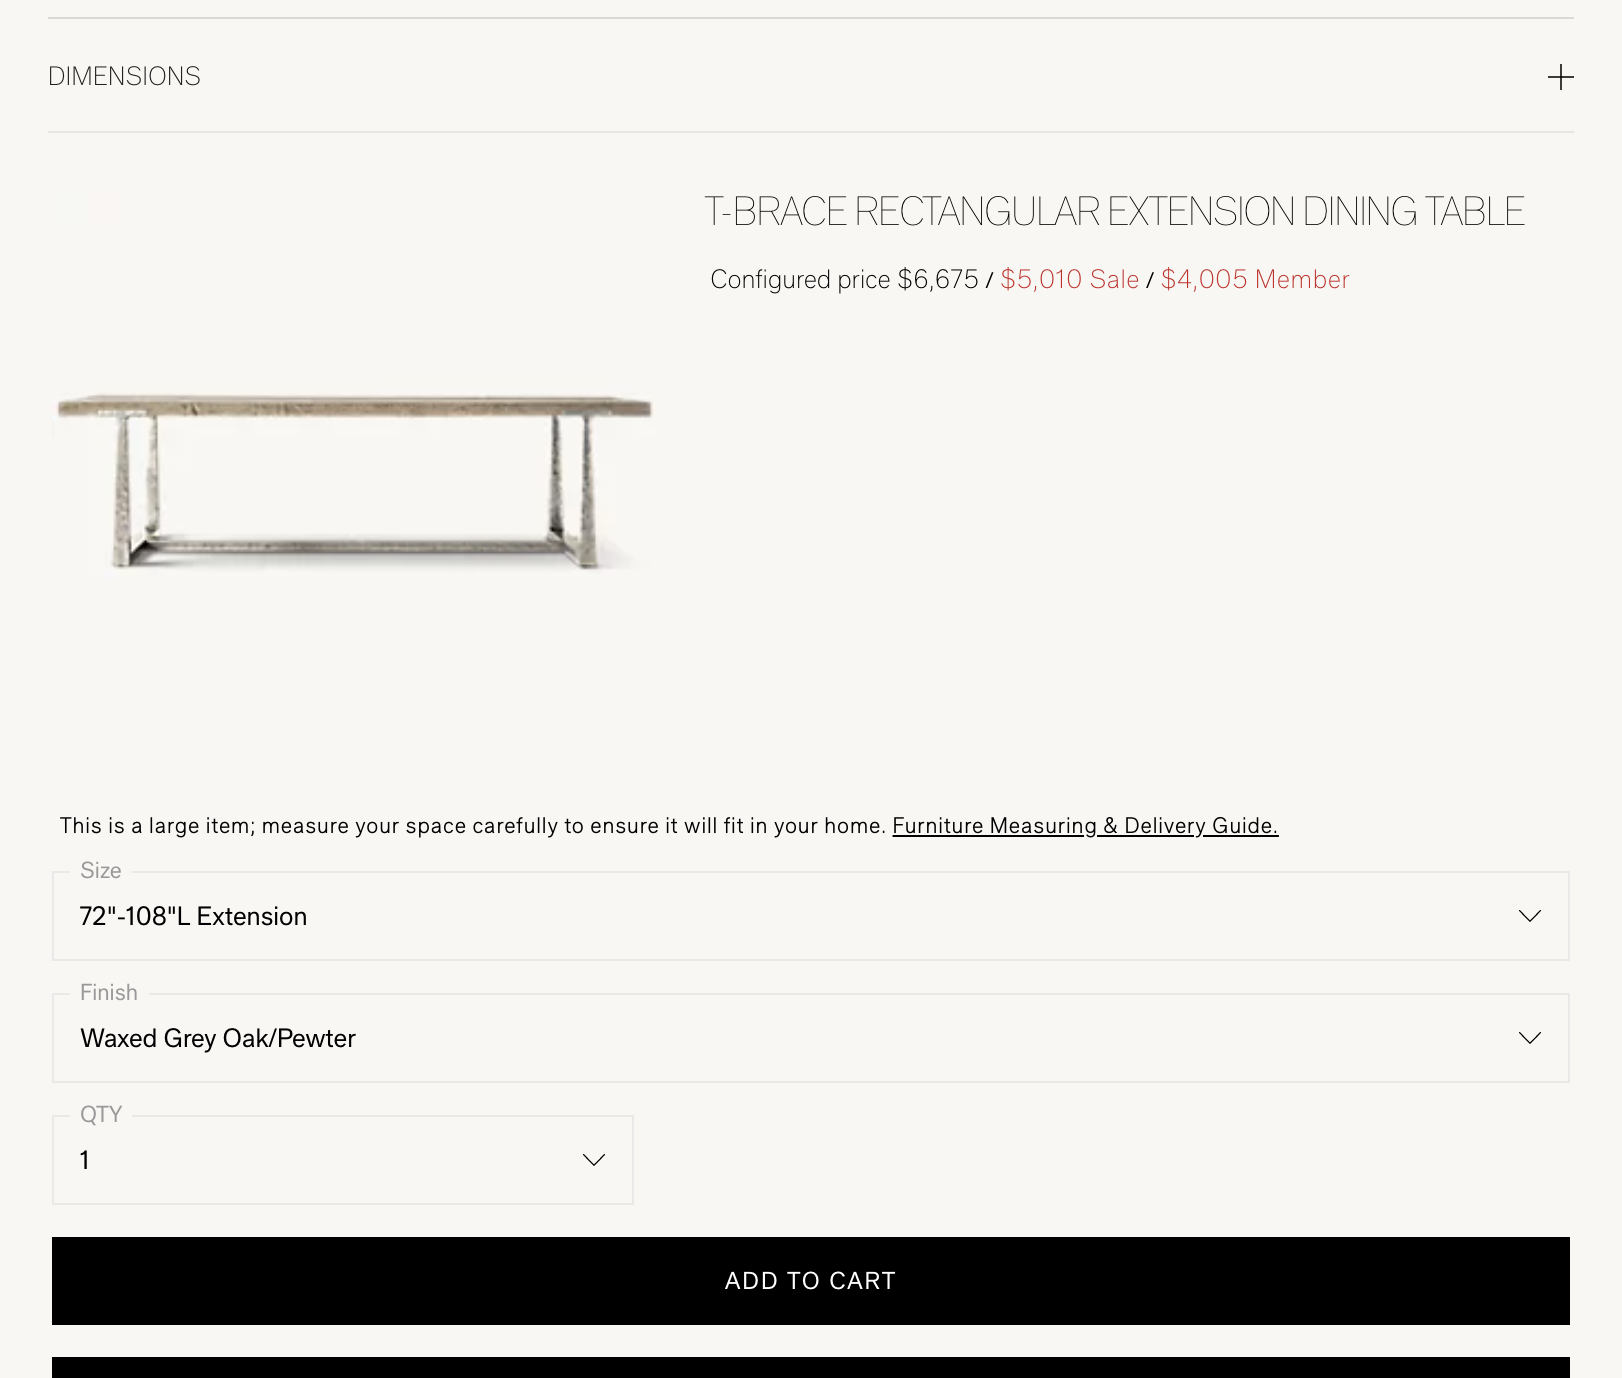 DIMENSIONS
T-BRACE RECTANGULAR EXTENSION DINING TABLE
Configured price $6,675 / $5,010 Sale / $4,005 Member
This is a large item; measure your space carefully to ensure it will fit in your home. Furniture Measuring & Delivery Guide.
Size
72"-108"L Extension
Finish
Waxed Grey Oak/Pewter
QTY
1
ADD TO CART